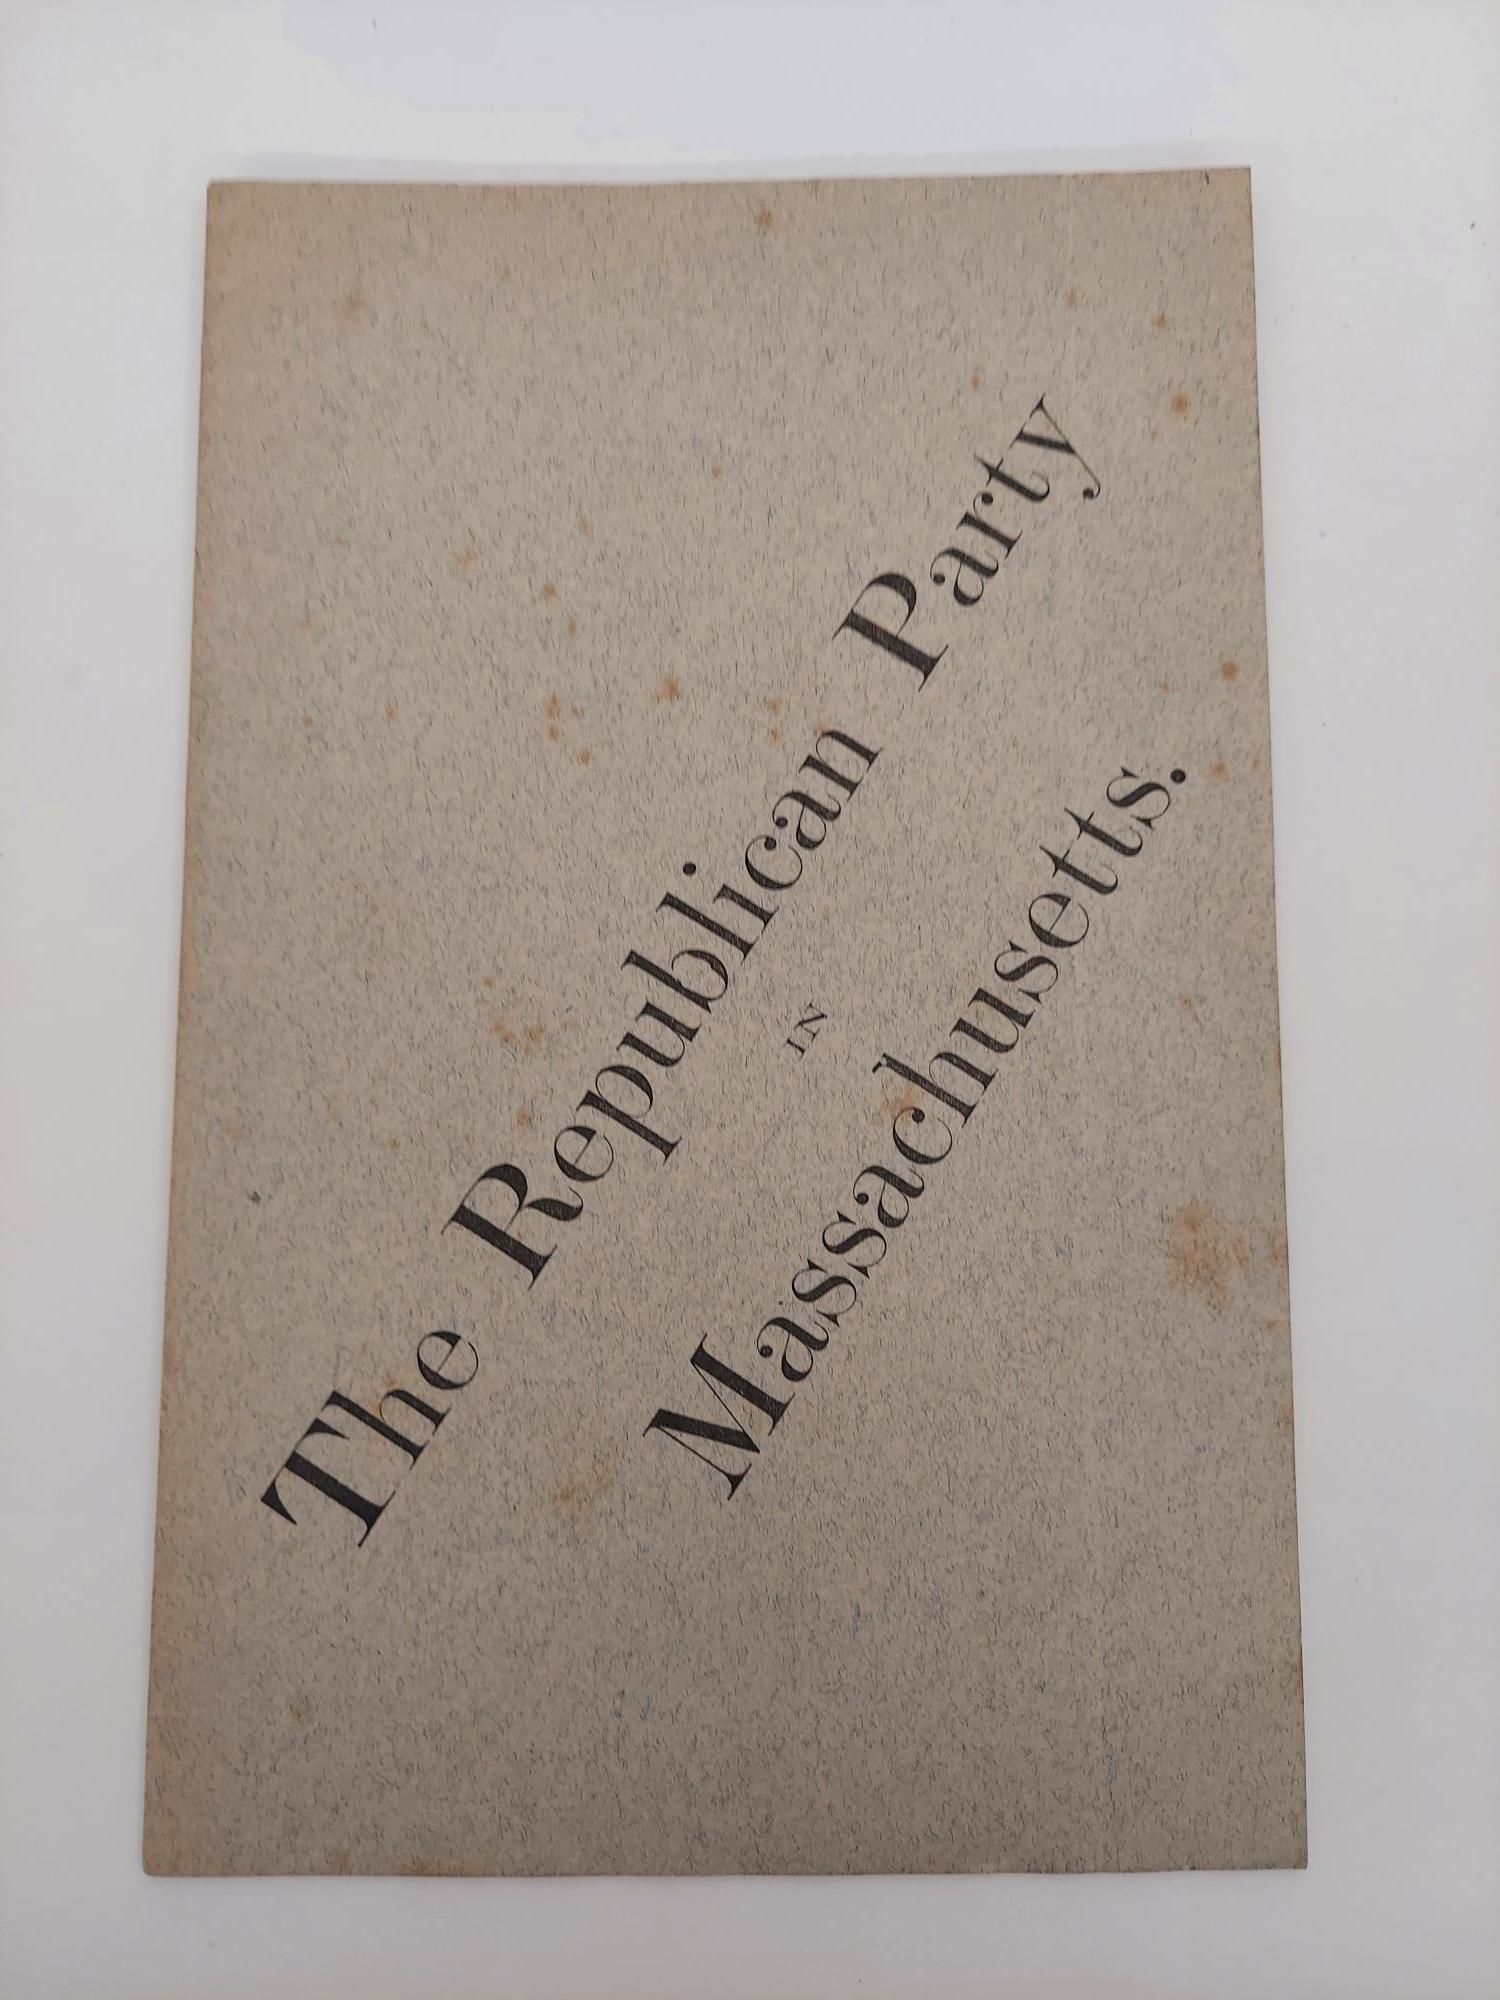 The Republican Party
IN
Massachusetts.